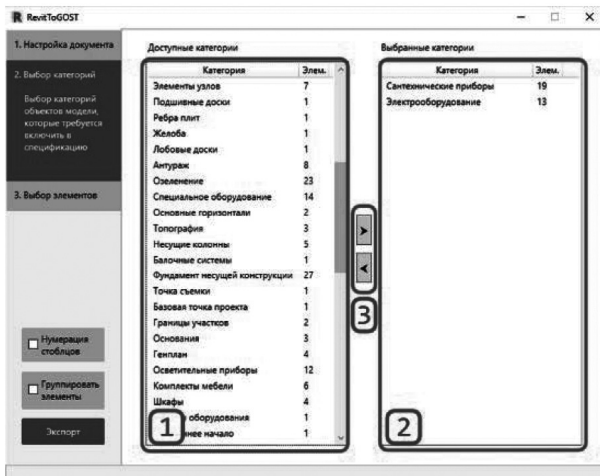 RevitToGOST
1. Настройка документа
2. Выбор категорий
Выбор категорий
объектов модели,
которые требуется
включить в
спецификацию
3. Выбор элементов
Нумерация
столбцов
Группировать
элементы
Экспорт
Доступные категории
Категория Элем.
Элементы узлов 7
Подшивные доски 1
Ребра плит 1
Желоба 1
Лобовые доски 1
Антураж 8
Озеленение 23
Специальное оборудование 14
Основные горизонтали 2
Топография 3
Несущие колонны 5
Балочные системы 1
Фундамент несущей конструкции 27
Точка съемки 1
Базовая точка проекта 1
Границы участков 2
Основания 3
Генплан 4
Осветительные приборы 12
Комплекты мебели 6
Шкафы 4
оборудования 1
нее начало 1
1
3
Выбранные категории
Категория Элем.
Сантехнические приборы 19
Электрооборудование 13
2